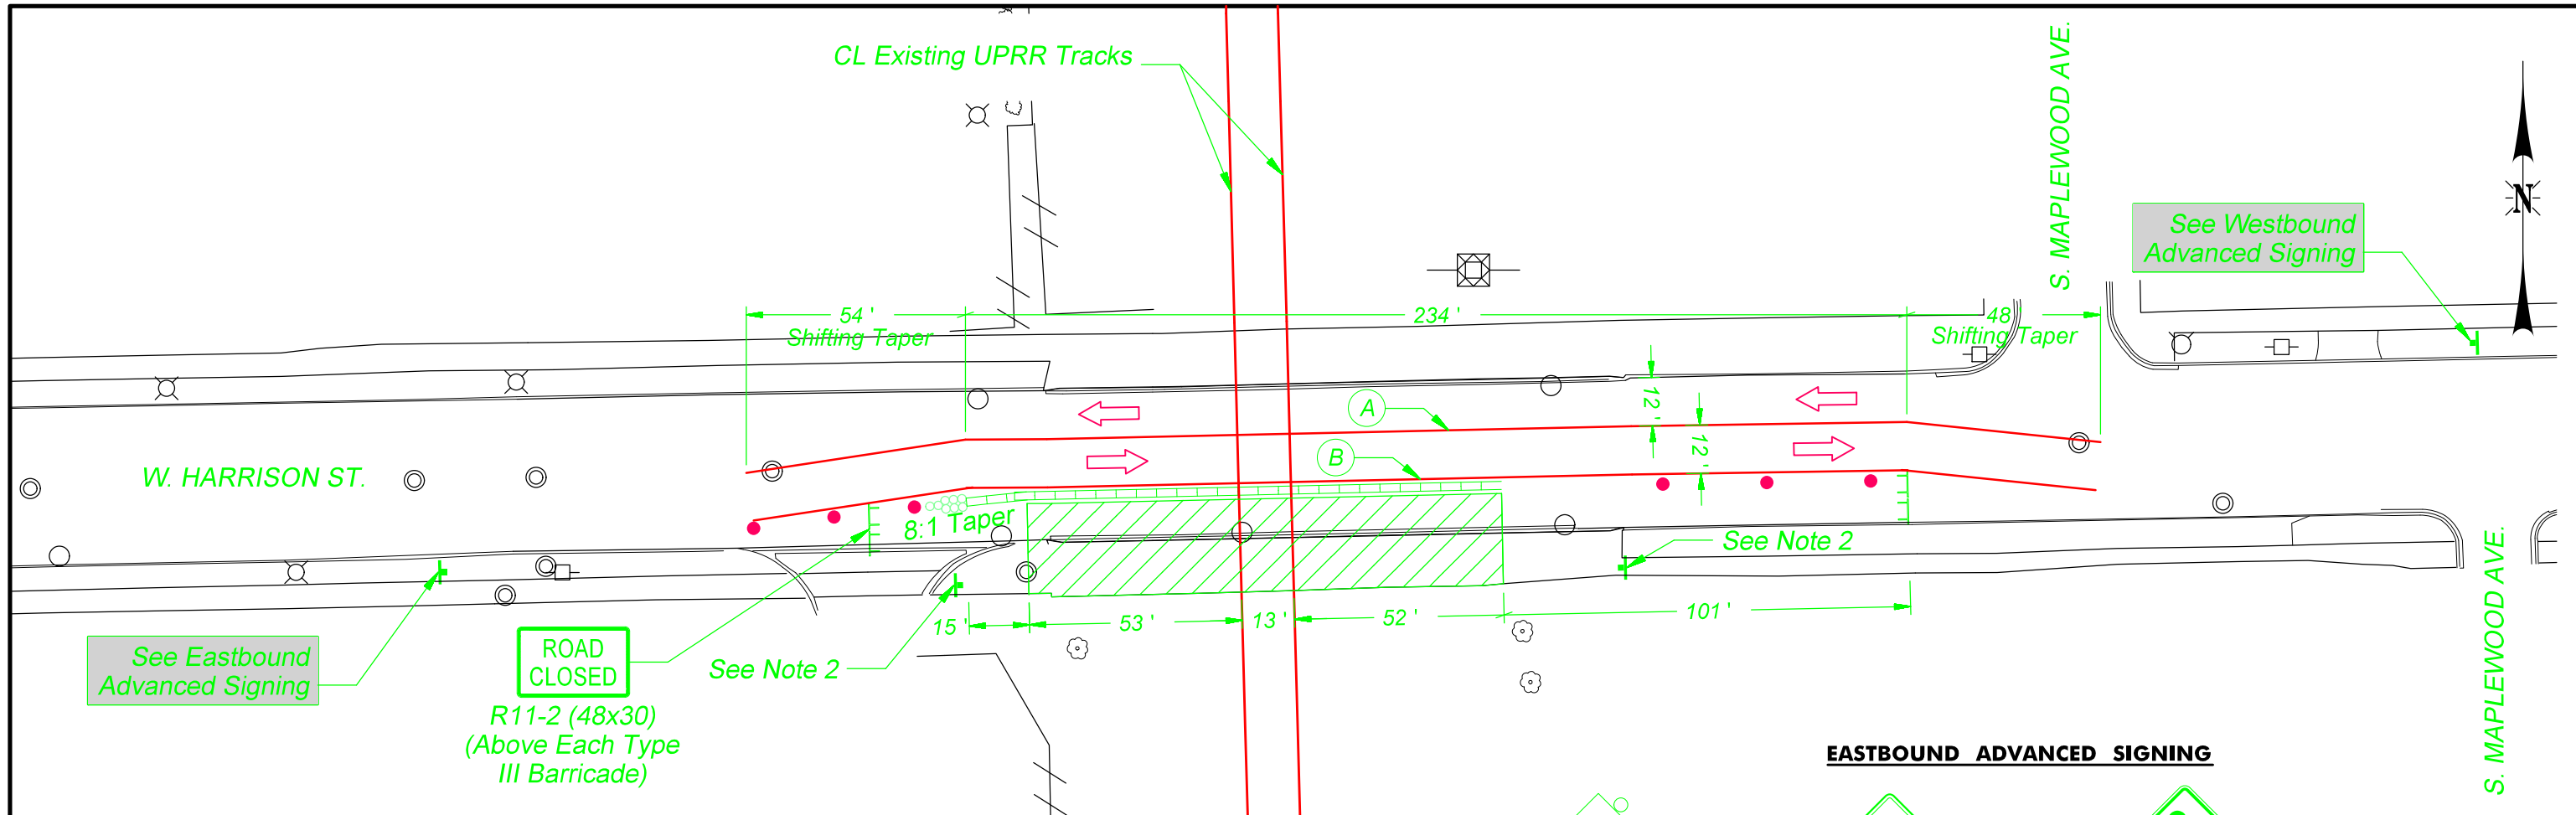 CL Existing UPRR Tracks
S. MAPLEWOOD AVE.
N
See Westbound
Advanced Signing
54 '
Shifting Taper
234 '
48 '
Shifting Taper
12 '
12 '
A
B
W. HARRISON ST.
8:1 Taper
See Note 2
15 '
53 '
13 '
52 '
101 '
See Eastbound
Advanced Signing
ROAD
CLOSED
See Note 2
R11-2 (48x30)
(Above Each Type
III Barricade)
S. MAPLEWOOD AVE.
EASTBOUND ADVANCED SIGNING